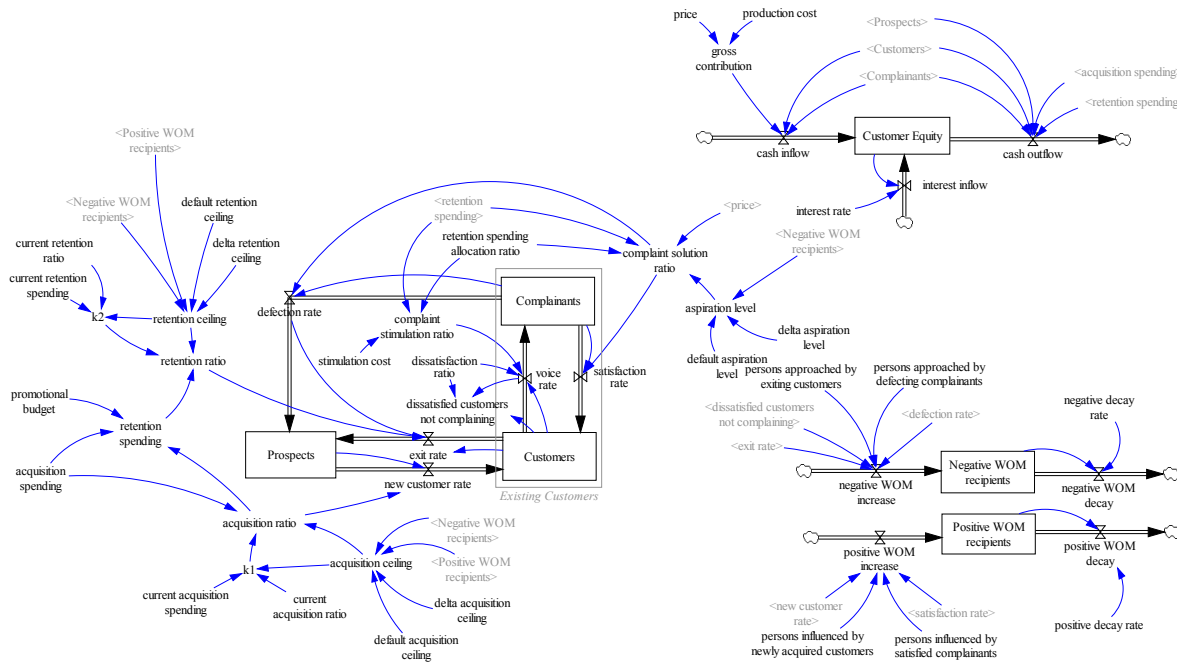 price
production cost
gross
contribution
<Prospects>
<Customers>
<Complainants>
<acquisition spending>
<retention spending>
Customer Equity
cash inflow
cash outflow
interest inflow
interest rate
<Positive WOM
recipients>
<Negative WOM
recipients>
default retention
ceiling
current retention
ratio
delta retention
ceiling
current retention
spending
k2
retention ceiling
retention ratio
promotional
budget
retention
spending
acquisition
spending
<retention
spending>
retention spending
allocation ratio
<price>
complaint solution
ratio
<Negative WOM
recipients>
aspiration level
delta aspiration
level
default aspiration
level
Complainants
defection rate
complaint
stimulation ratio
stimulation cost
dissatisfaction
ratio
voice
rate
satisfaction
rate
dissatisfied customers
not complaining
Prospects
exit rate
Customers
new customer rate
Existing Customers
acquisition ratio
<Negative WOM
recipients>
<Positive WOM
recipients>
k1
acquisition ceiling
current acquisition
spending
current
acquisition ratio
delta acquisition
ceiling
default acquisition
ceiling
persons approached by
exiting customers
persons approached by
defecting complainants
<dissatisfied customers
not complaining>
<defection rate>
<exit rate>
negative decay
rate
Negative WOM
recipients
negative WOM
increase
negative WOM
decay
Positive WOM
recipients
positive WOM
increase
positive WOM
decay
<new customer
rate>
<satisfaction rate>
persons influenced by
newly acquired customers
persons influenced by
satisfied complainants
positive decay rate